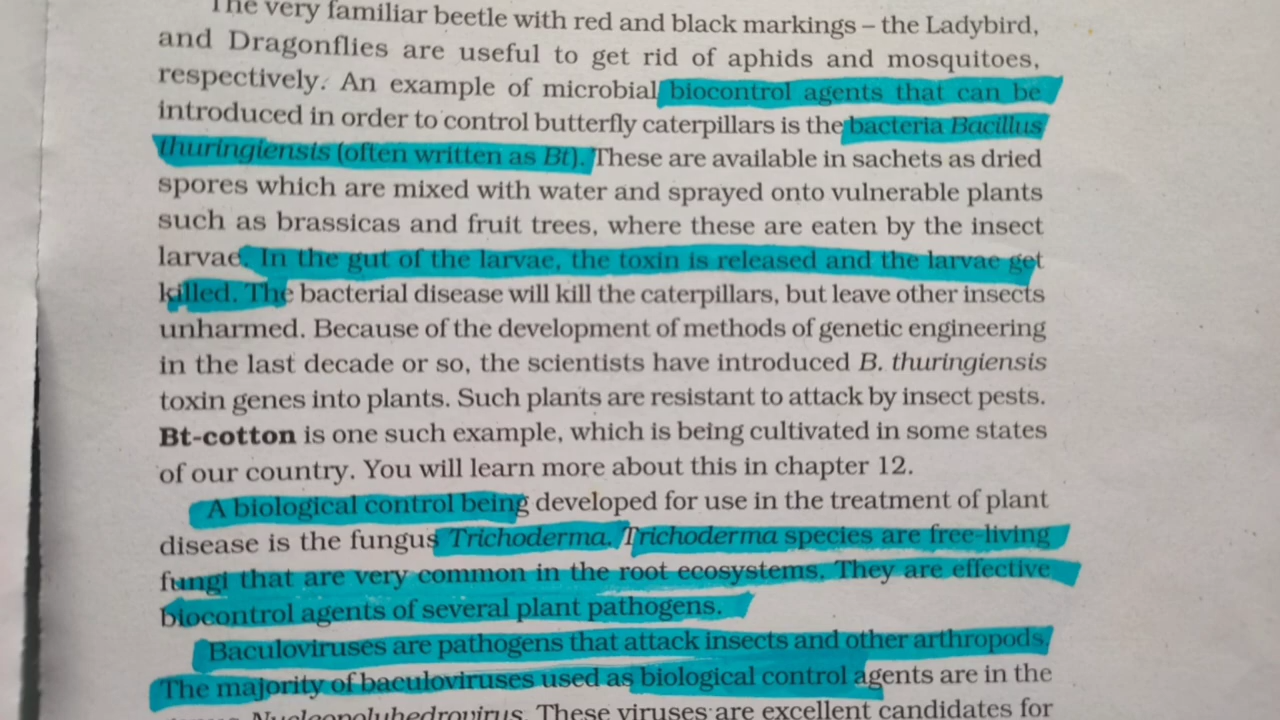 The very familiar beetle with red and black markings – the Ladybird,
and Dragonflies are useful to get rid of aphids and mosquitoes,
respectively. An example of microbial biocontrol agents that can be
introduced in order to control butterfly caterpillars is the bacteria Bacillus
thuringiensis (often written as Bt). These are available in sachets as dried
spores which are mixed with water and sprayed onto vulnerable plants
such as brassicas and fruit trees, where these are eaten by the insect
larvae. In the gut of the larvae, the toxin is released and the larvae get
killed. The bacterial disease will kill the caterpillars, but leave other insects
unharmed. Because of the development of methods of genetic engineering
in the last decade or so, the scientists have introduced B. thuringiensis
toxin genes into plants. Such plants are resistant to attack by insect pests.
Bt-cotton is one such example, which is being cultivated in some states
of our country. You will learn more about this in chapter 12.
A biological control being developed for use in the treatment of plant
disease is the fungus Trichoderma. Trichoderma species are free-living
fungi that are very common in the root ecosystems. They are effective
biocontrol agents of several plant pathogens.
Baculoviruses are pathogens that attack insects and other arthropods.
The majority of baculoviruses used as biological control agents are in the
Nucleopolyhedrovirus. These viruses are excellent candidates for